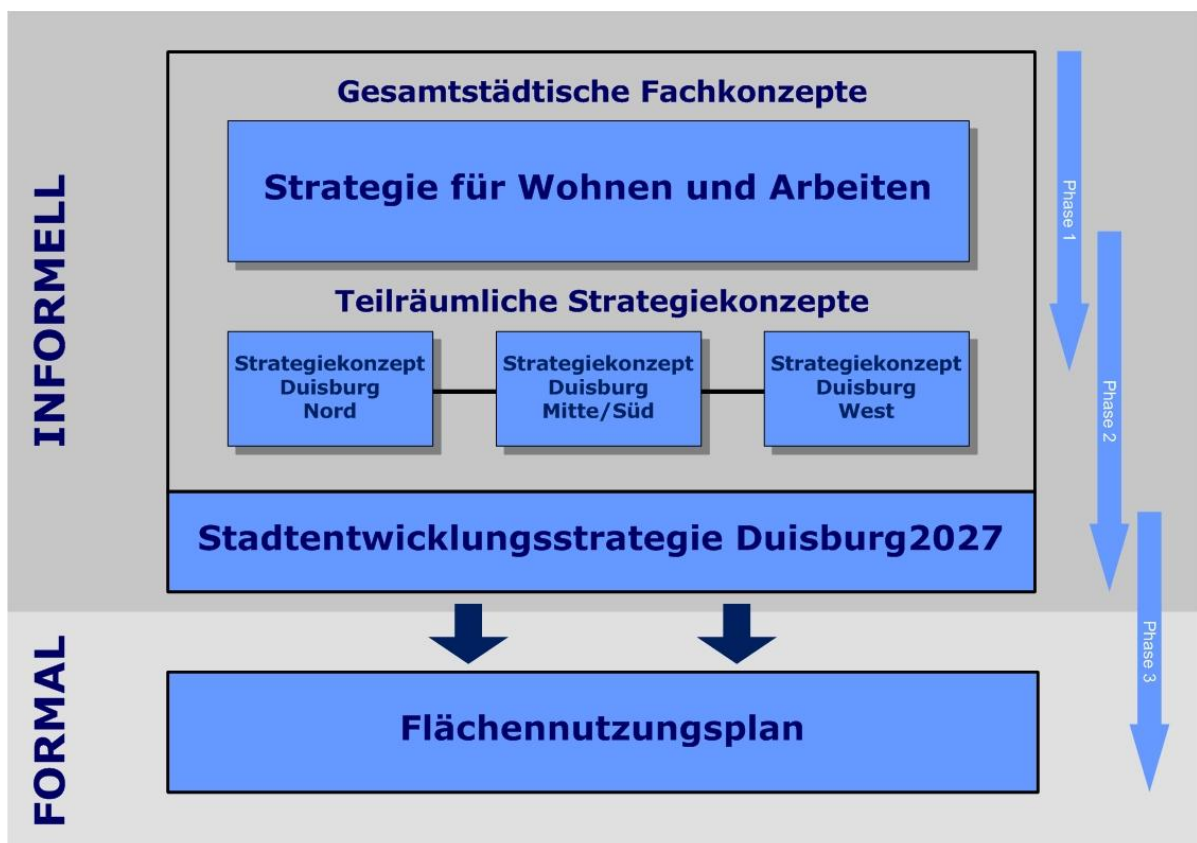 INFORMELL
Gesamtstädtische Fachkonzepte
Strategie für Wohnen und Arbeiten
Teilräumliche Strategiekonzepte
Strategiekonzept
Duisburg
Nord
Strategiekonzept
Duisburg
Mitte/Süd
Strategiekonzept
Duisburg
West
Stadtentwicklungsstrategie Duisburg2027
FORMAL
Flächennutzungsplan
Phase 1
Phase 2
Phase 3